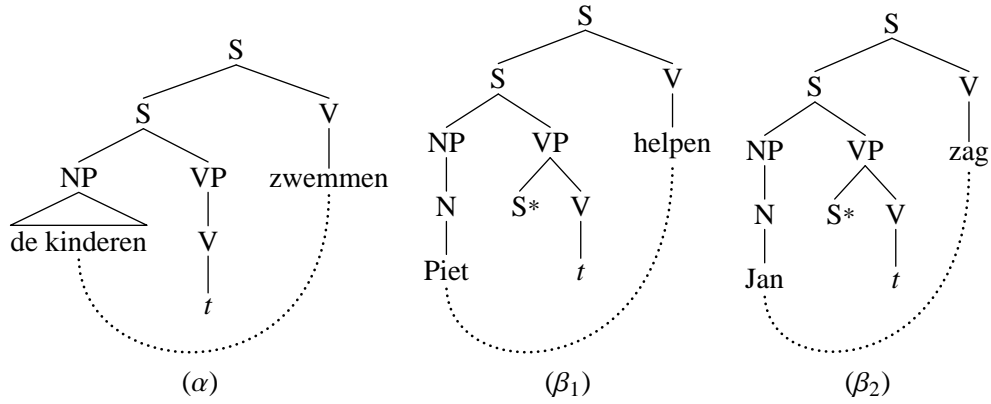 S
S
V
NP
VP
zwemmen
de kinderen
V
t
(α)
S
S
V
NP
VP
helpen
N
S*
V
Piet
t
(β1)
S
S
V
NP
VP
zag
N
S*
V
Jan
t
(β2)